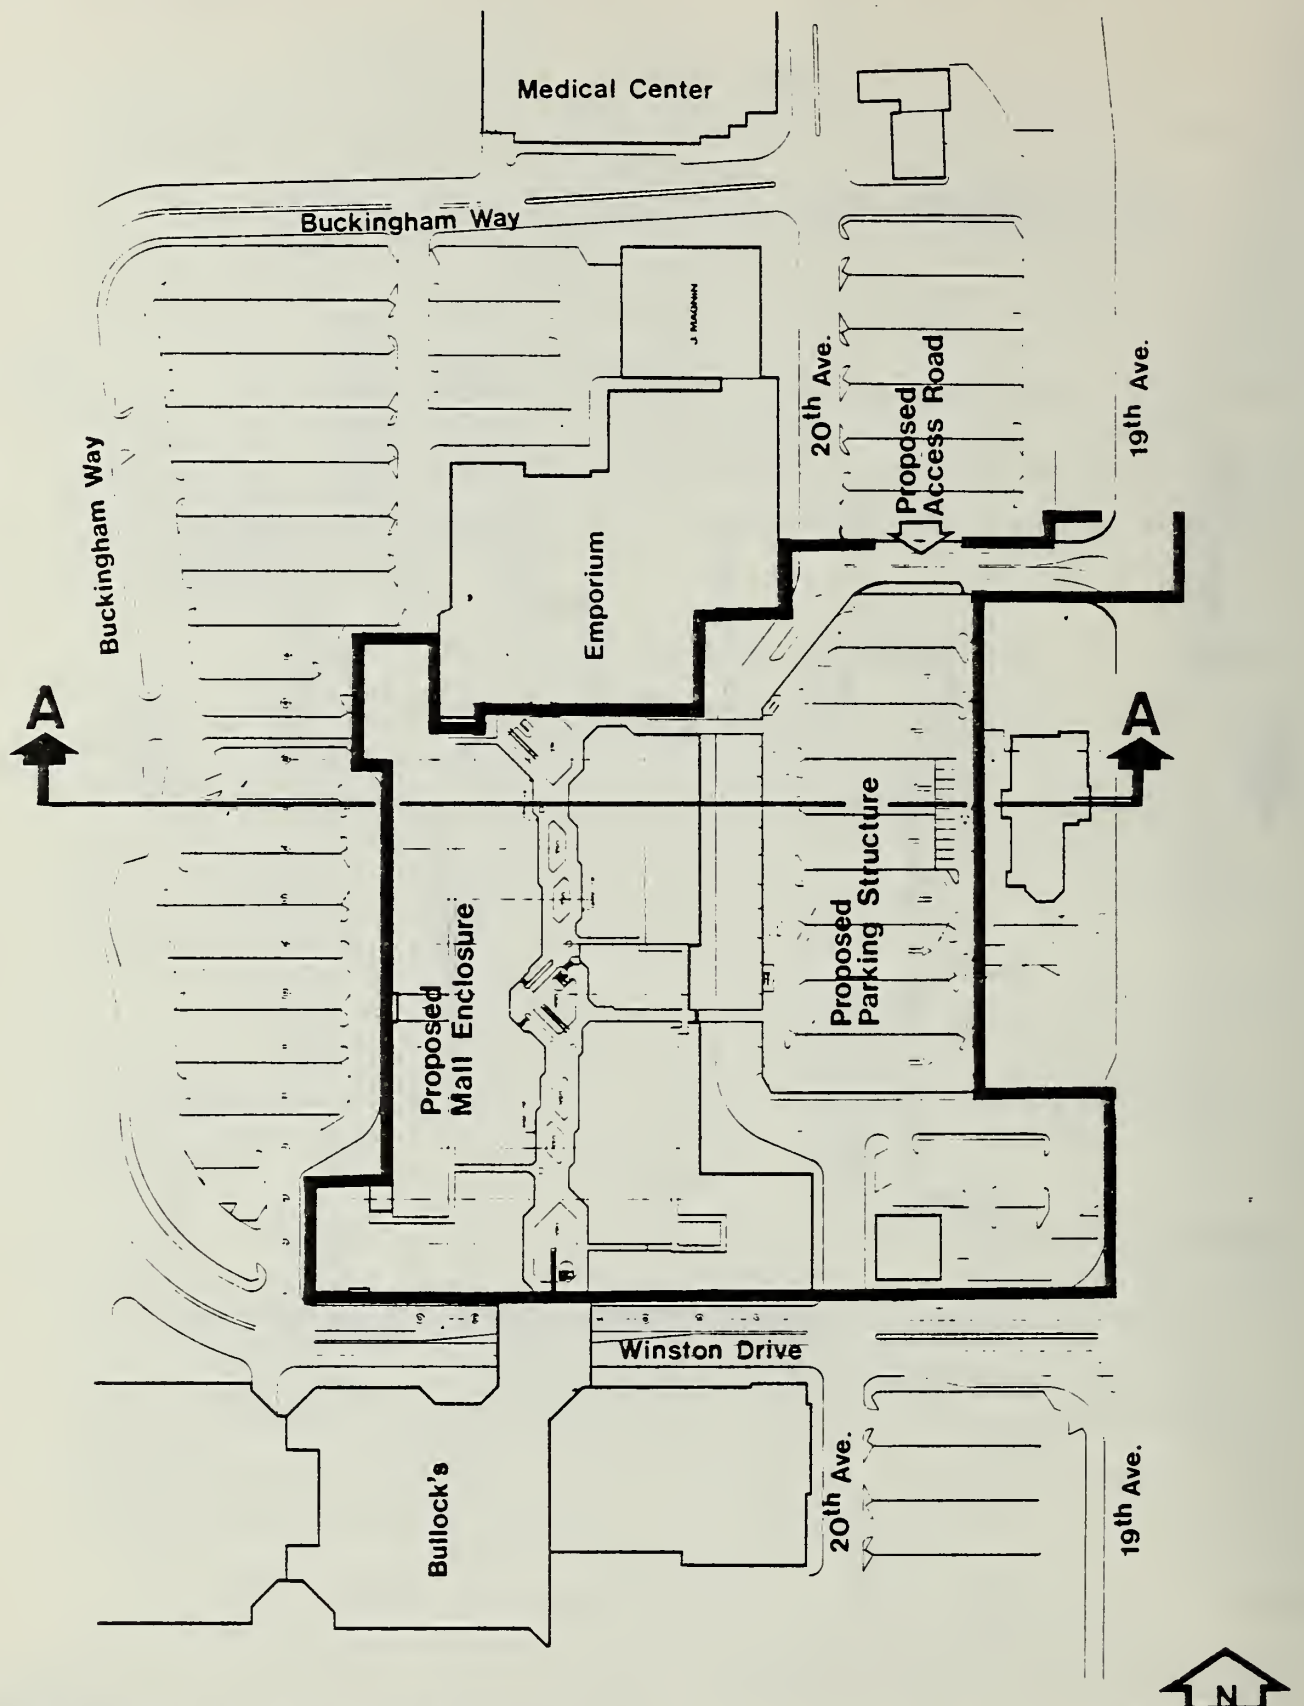 Medical Center
Buckingham Way
J. MAGNIN
20th Ave.
Proposed
Access Road
19th Ave.
Buckingham Way
Emporium
A
A
Proposed
Mall Enclosure
Proposed
Parking Structure
Winston Drive
Bullock's
20th Ave.
19th Ave.
N